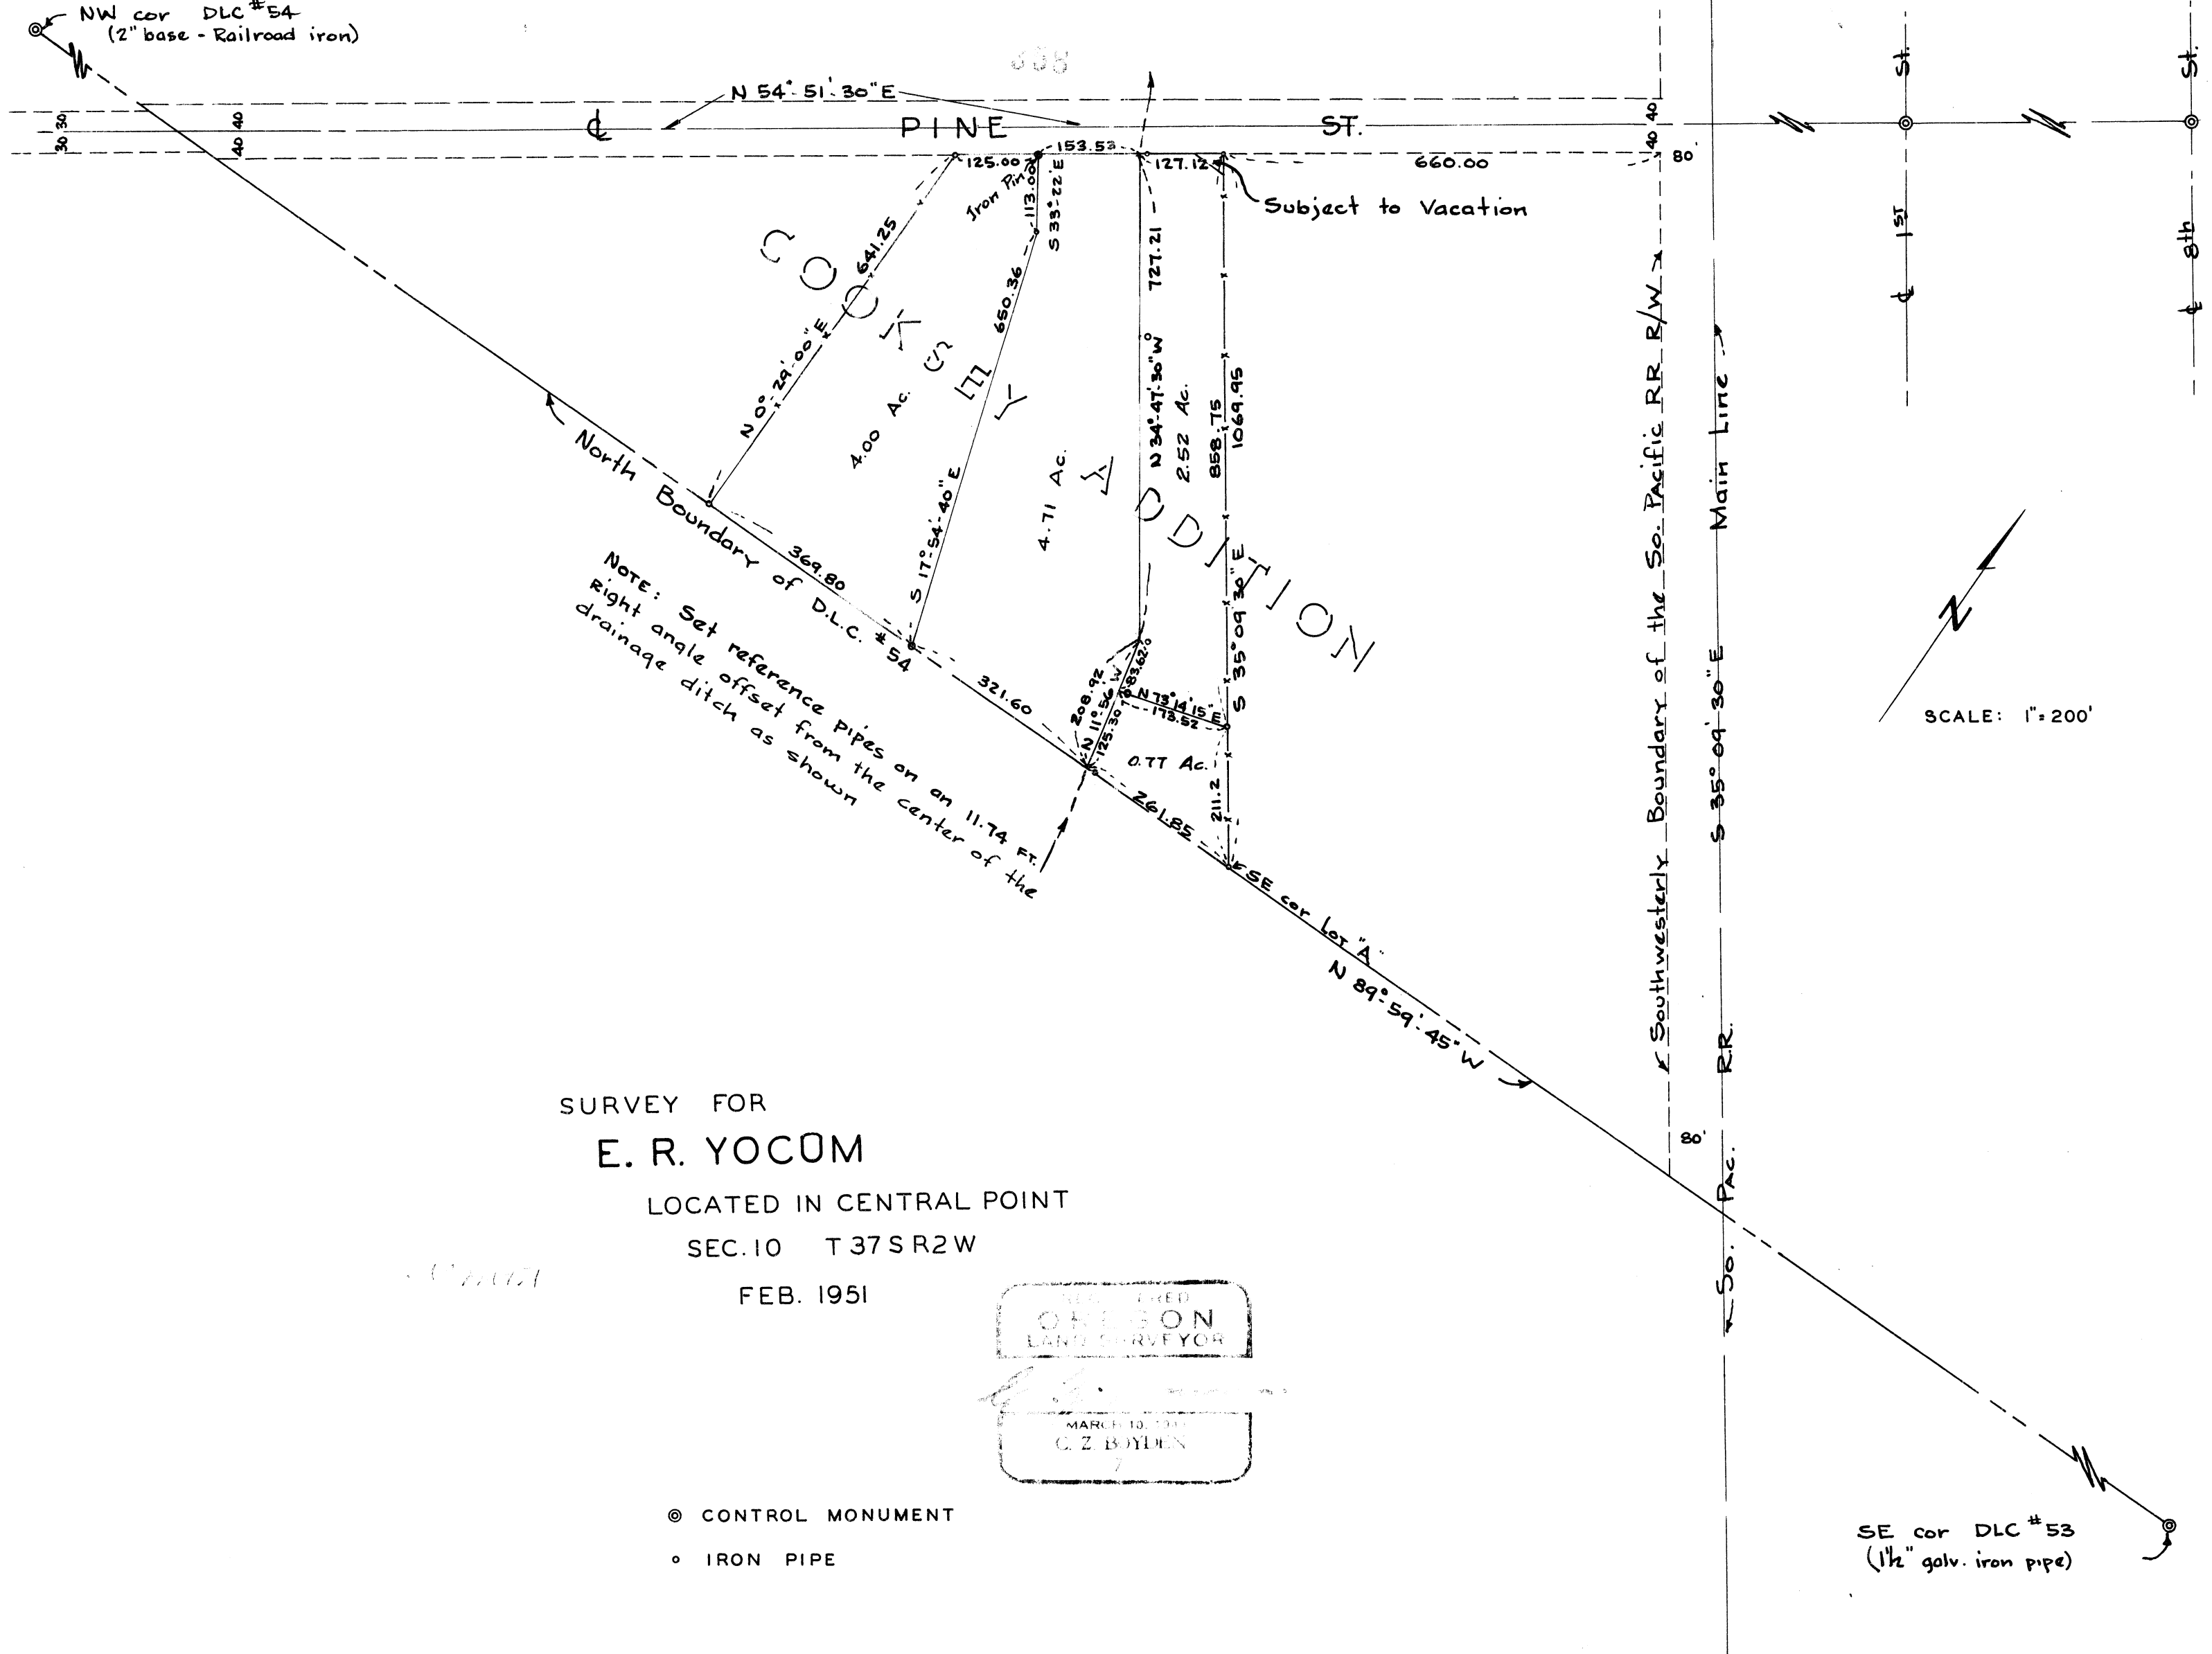 NW cor DLC #54
(2" base - Railroad iron)
N 54°- 51'- 30" E
30
30
40
40
℄ PINE ST.
40
40
80'
125.00
153.53
127.12
660.00
Iron Pin
113.00
S 33°- 22' E
Subject to Vacation
641.25
N 0°- 29'- 00" E
650.36
S 17°- 54'- 40" E
727.21
N 34°-47'-30" W
858.75
1069.95
S 35° 09' 30" E
COOKSEY ADDITION
4.00 Ac.
4.71 Ac.
2.52 Ac.
0.77 Ac.
North Boundary of D.L.C. #54
369.80
321.60
261.85
208.92
N 11°-56' W
83.62
125.30
N 73° 14' 15" E
173.52
211.2
SE cor Lot "A"
N 89°- 59'- 45" W
NOTE: Set reference pipes on an 11.74 FT.
Right angle offset from the center of the
drainage ditch as shown
Southwesterly Boundary of the So. Pacific RR R/W
80'
So. Pac. R.R. S 35° 09' 30" E Main Line
℄ 1ST St.
℄ 8th St.
N
SCALE: 1"= 200'
SURVEY FOR
E. R. YOCUM
LOCATED IN CENTRAL POINT
SEC. 10 T 37 S R 2 W
FEB. 1951
OREGON
LAND SURVEYOR
C. Z. BOYDEN
◎ CONTROL MONUMENT
○ IRON PIPE
SE cor DLC #53
(1½" galv. iron pipe)